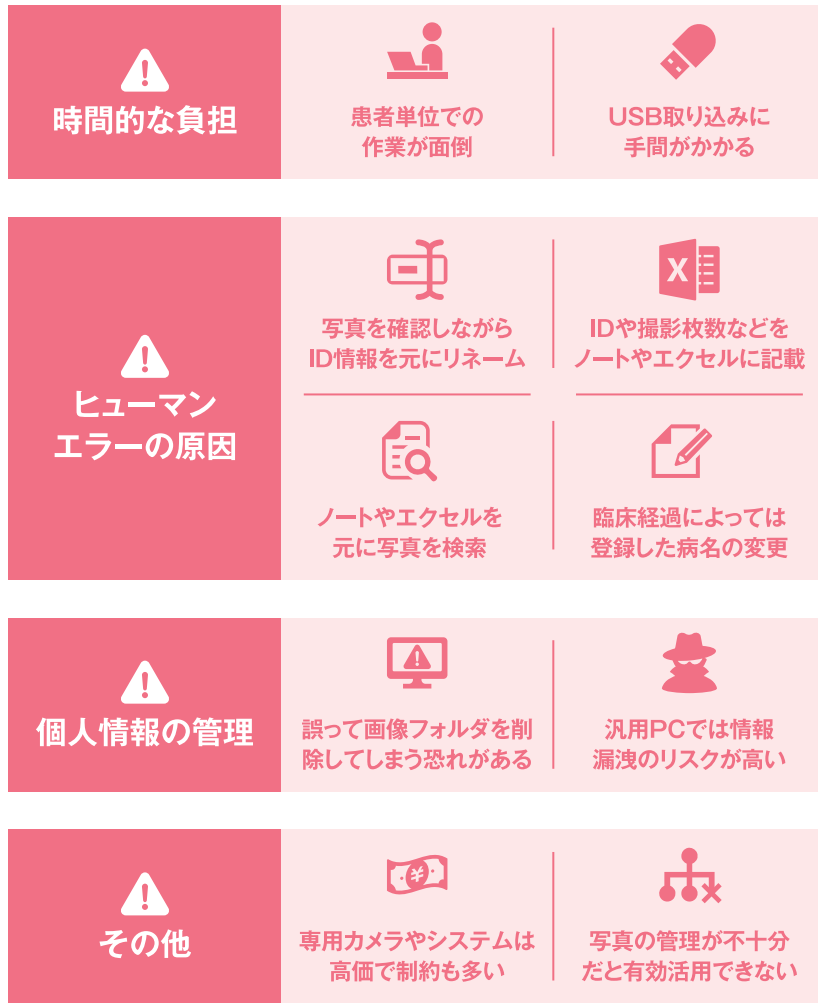 時間的な負担
患者単位での
作業が面倒
USB取り込みに
手間がかかる
ヒューマン
エラーの原因
写真を確認しながら
ID情報を元にリネーム
IDや撮影枚数などを
ノートやエクセルに記載
ノートやエクセルを
元に写真を検索
臨床経過によっては
登録した病名の変更
個人情報の管理
誤って画像フォルダを削
除してしまう恐れがある
汎用PCでは情報
漏洩のリスクが高い
その他
専用カメラやシステムは
高価で制約も多い
写真の管理が不十分
だと有効活用できない